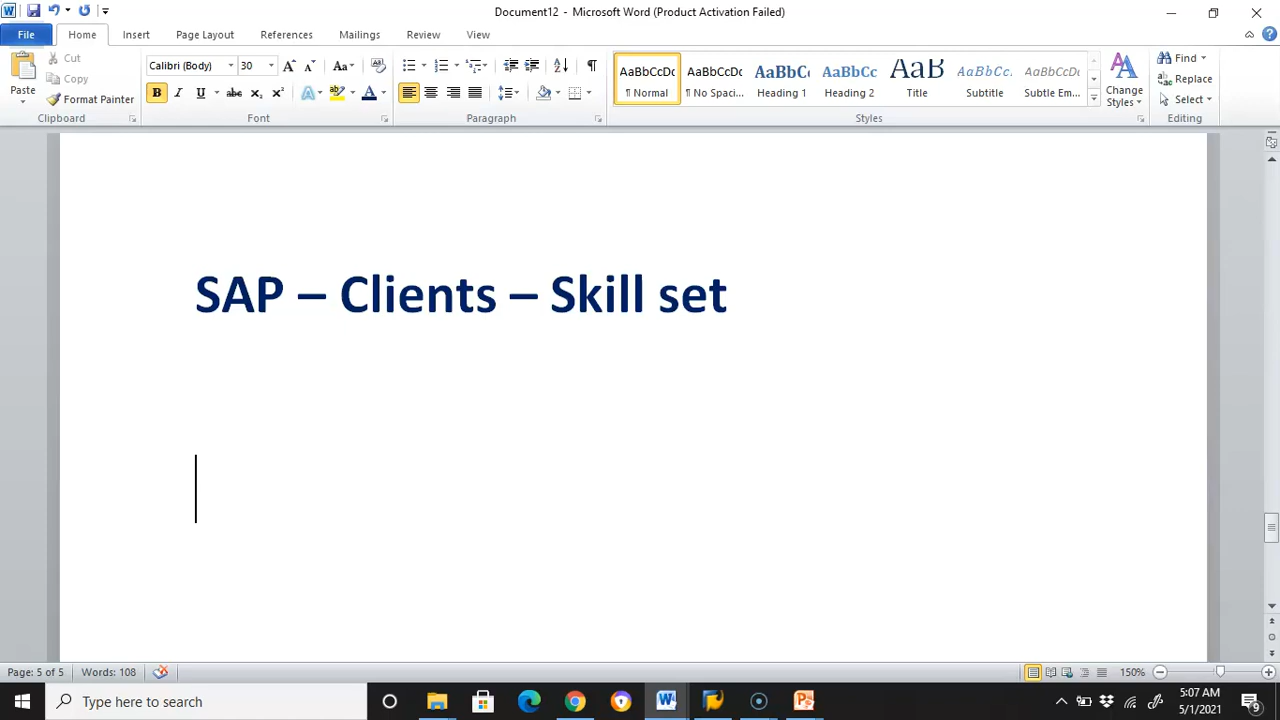 Document12 - Microsoft Word (Product Activation Failed)
File Home Insert Page Layout References Mailings Review View
Paste
Cut
Copy
Format Painter
Clipboard
Calibri (Body) 30
Font
Paragraph
AaBbCcDc AaBbCcDc AaBbCc AaBbCc AaB AaBbCc. AaBbCcDc
¶ Normal ¶ No Spaci... Heading 1 Heading 2 Title Subtitle Subtle Em...
Change Styles
Styles
Find
Replace
Select
Editing
SAP – Clients – Skill set
Page: 5 of 5 Words: 108 150%
Type here to search
5:07 AM
5/1/2021